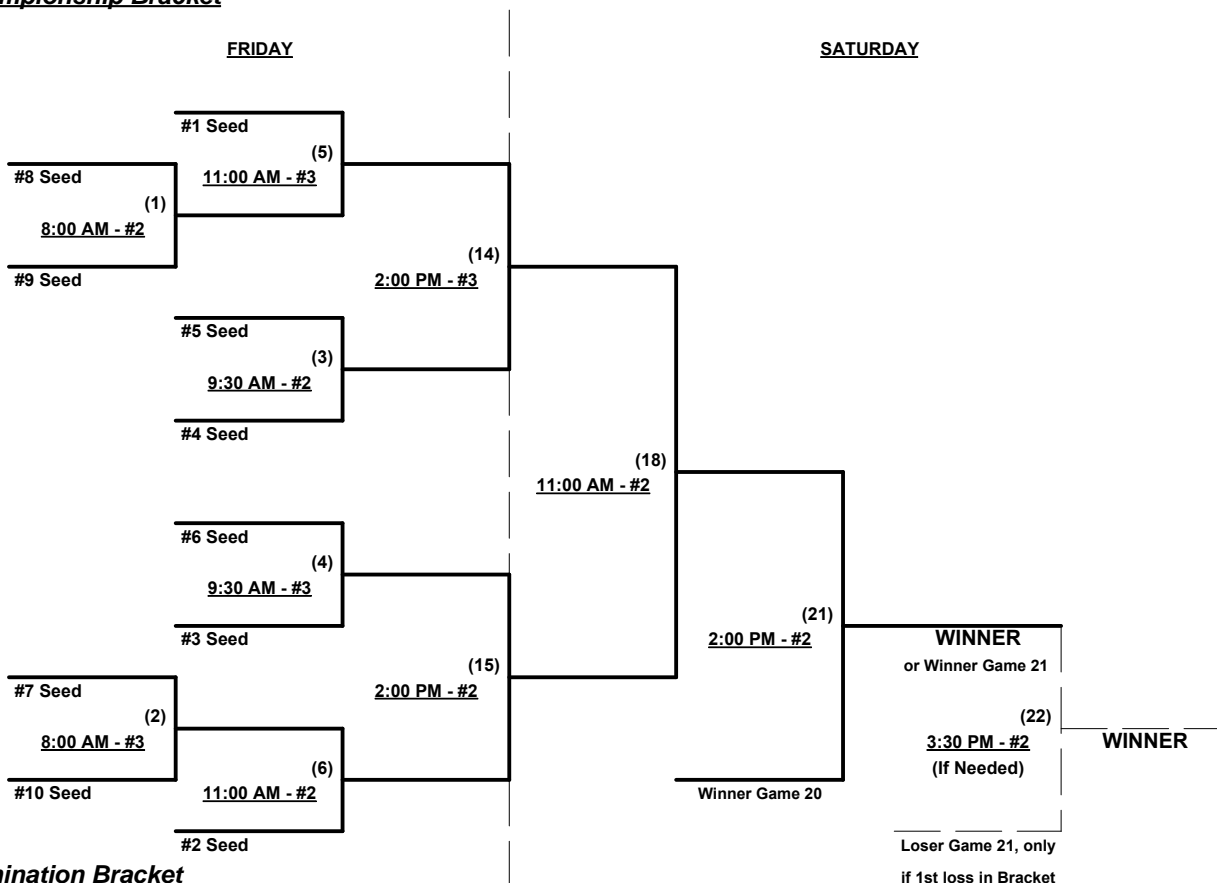 Bracket
FRIDAY
SATURDAY
#1 Seed
(5)
11:00 AM - #3
#8 Seed
(1)
8:00 AM - #2
#9 Seed
(14)
2:00 PM - #3
#5 Seed
(3)
9:30 AM - #2
#4 Seed
(18)
11:00 AM - #2
#6 Seed
(4)
9:30 AM - #3
#3 Seed
(15)
2:00 PM - #2
#7 Seed
(2)
8:00 AM - #3
#10 Seed
(6)
11:00 AM - #2
#2 Seed
(21)
2:00 PM - #2
Winner Game 20
WINNER
or Winner Game 21
(22)
3:30 PM - #2
(If Needed)
WINNER
Loser Game 21, only
if 1st loss in Bracket
Bracket